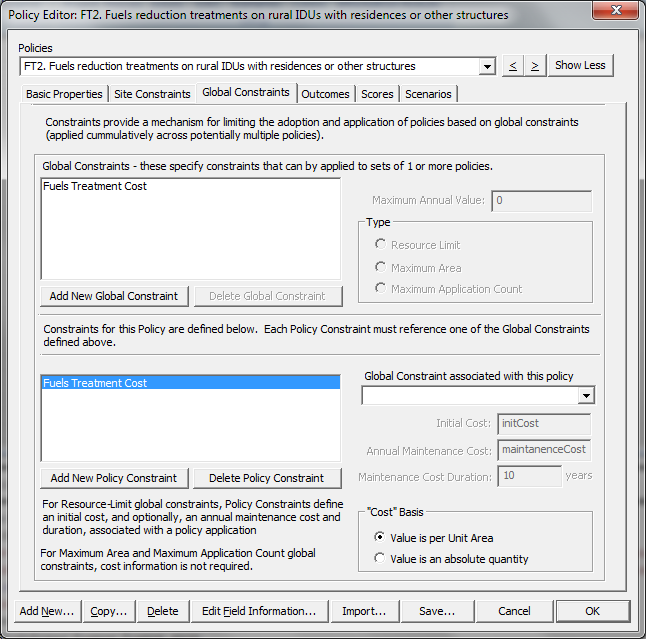 Policy Editor: FT2. Fuels reduction treatments on rural IDUs with residences or other structures
Policies
FT2. Fuels reduction treatments on rural IDUs with residences or other structures
< > Show Less
Basic Properties Site Constraints Global Constraints Outcomes Scores Scenarios
Constraints provide a mechanism for limiting the adoption and application of policies based on global constraints
(applied cummulatively across potentially multiple policies).
Global Constraints - these specify constraints that can by applied to sets of 1 or more policies.
Fuels Treatment Cost
Maximum Annual Value: 0
Type
Resource Limit
Maximum Area
Maximum Application Count
Add New Global Constraint Delete Global Constraint
Constraints for this Policy are defined below. Each Policy Constraint must reference one of the Global Constraints
defined above.
Fuels Treatment Cost
Global Constraint associated with this policy
Initial Cost: initCost
Annual Maintenance Cost: maintanenceCost
Maintenance Cost Duration: 10 years
Add New Policy Constraint Delete Policy Constraint
For Resource-Limit global constraints, Policy Constraints define
an initial cost, and optionally, an annual maintenance cost and
duration, associated with a policy application
For Maximum Area and Maximum Application Count global
constraints, cost information is not required.
"Cost" Basis
Value is per Unit Area
Value is an absolute quantity
Add New... Copy... Delete Edit Field Information... Import... Save... Cancel OK